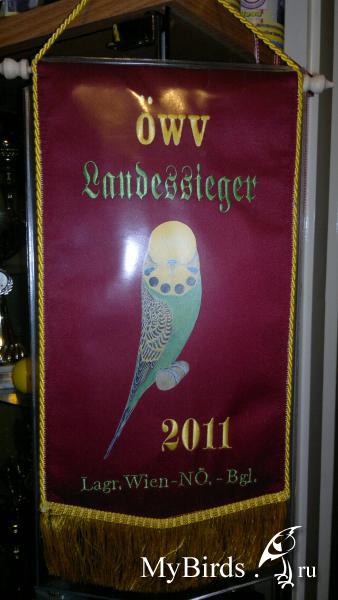 ÖWV
Landessieger
2011
Lagr. Wien-NÖ. - Bgl.
MyBirds.ru